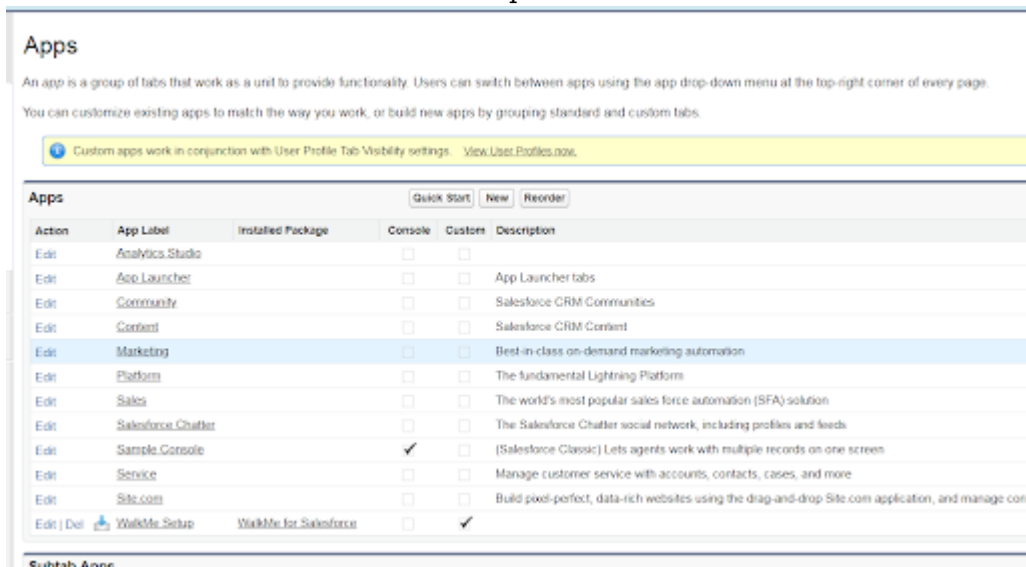 Apps
An app is a group of tabs that work as a unit to provide functionality. Users can switch between apps using the app drop-down menu at the top-right corner of every page.
You can customize existing apps to match the way you work, or build new apps by grouping standard and custom tabs.
Custom apps work in conjunction with User Profile Tab Visibility settings. View User Profiles now.
Apps Quick Start New Reorder
Action App Label Installed Package Console Custom Description
Edit Analytics Studio
Edit App Launcher App Launcher tabs
Edit Community Salesforce CRM Communities
Edit Content Salesforce CRM Content
Edit Marketing Best-in-class on-demand marketing automation
Edit Platform The fundamental Lightning Platform
Edit Sales The world's most popular sales force automation (SFA) solution
Edit Salesforce Chatter The Salesforce Chatter social network, including profiles and feeds
Edit Sample Console ✓ (Salesforce Classic) Lets agents work with multiple records on one screen
Edit Service Manage customer service with accounts, contacts, cases, and more
Edit Site.com Build pixel-perfect, data-rich websites using the drag-and-drop Site.com application, and manage con
Edit | Del WalkMe Setup WalkMe for Salesforce ✓
Subtab Apps